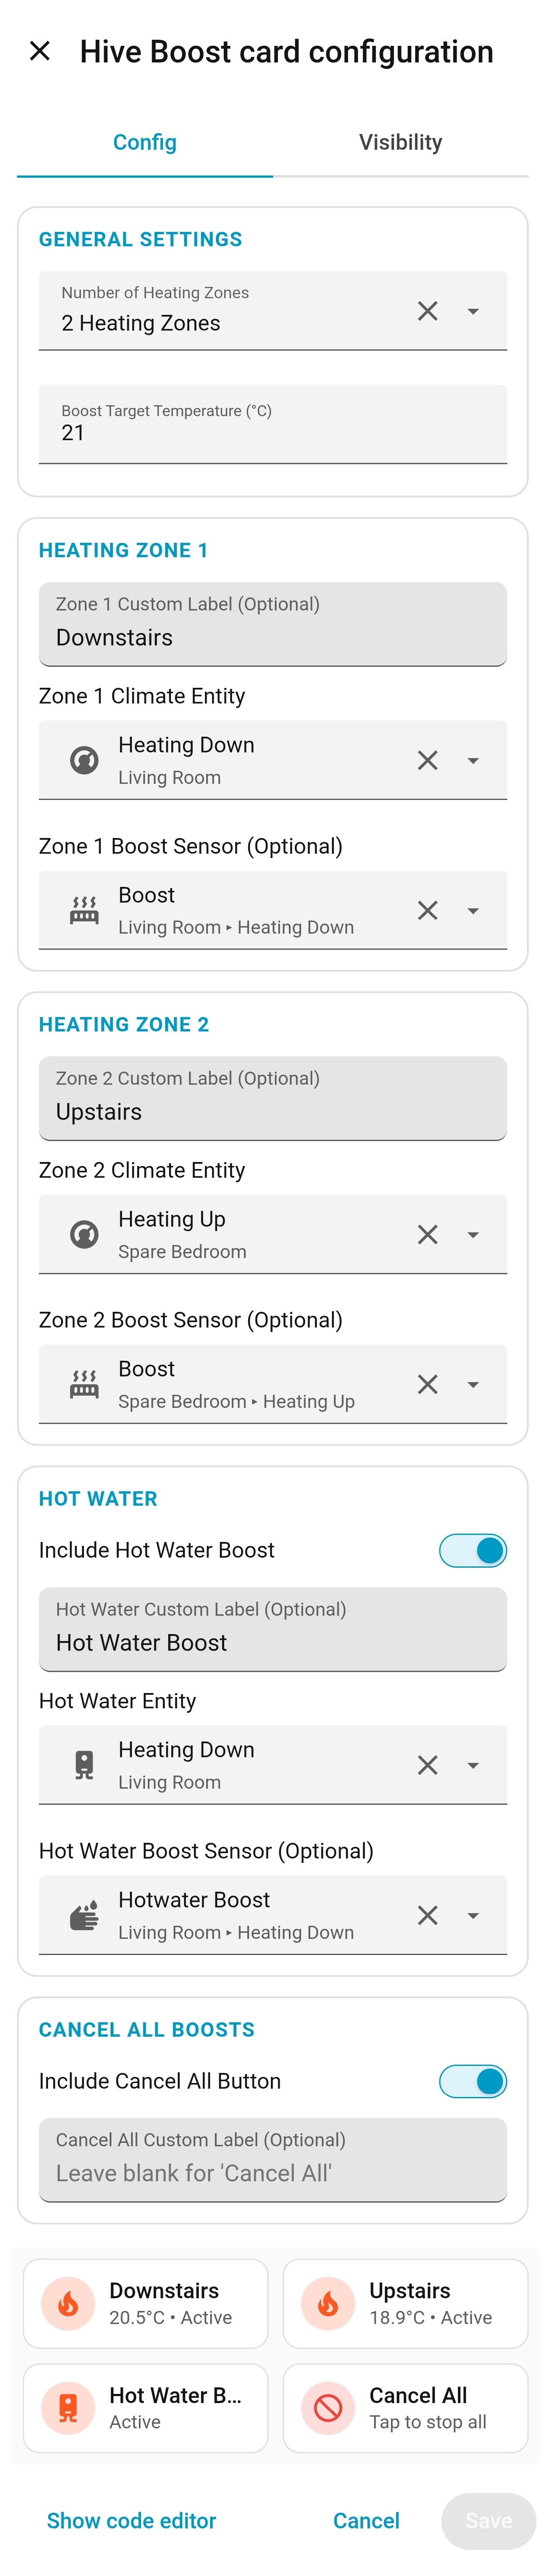 Hive Boost card configuration
Config
Visibility
GENERAL SETTINGS
Number of Heating Zones
2 Heating Zones
Boost Target Temperature (°C)
21
HEATING ZONE 1
Zone 1 Custom Label (Optional)
Downstairs
Zone 1 Climate Entity
Heating Down
Living Room
Zone 1 Boost Sensor (Optional)
Boost
Living Room ▸ Heating Down
HEATING ZONE 2
Zone 2 Custom Label (Optional)
Upstairs
Zone 2 Climate Entity
Heating Up
Spare Bedroom
Zone 2 Boost Sensor (Optional)
Boost
Spare Bedroom ▸ Heating Up
HOT WATER
Include Hot Water Boost
Hot Water Custom Label (Optional)
Hot Water Boost
Hot Water Entity
Heating Down
Living Room
Hot Water Boost Sensor (Optional)
Hotwater Boost
Living Room ▸ Heating Down
CANCEL ALL BOOSTS
Include Cancel All Button
Cancel All Custom Label (Optional)
Leave blank for 'Cancel All'
Downstairs
20.5°C • Active
Upstairs
18.9°C • Active
Hot Water B...
Active
Cancel All
Tap to stop all
Show code editor
Cancel
Save